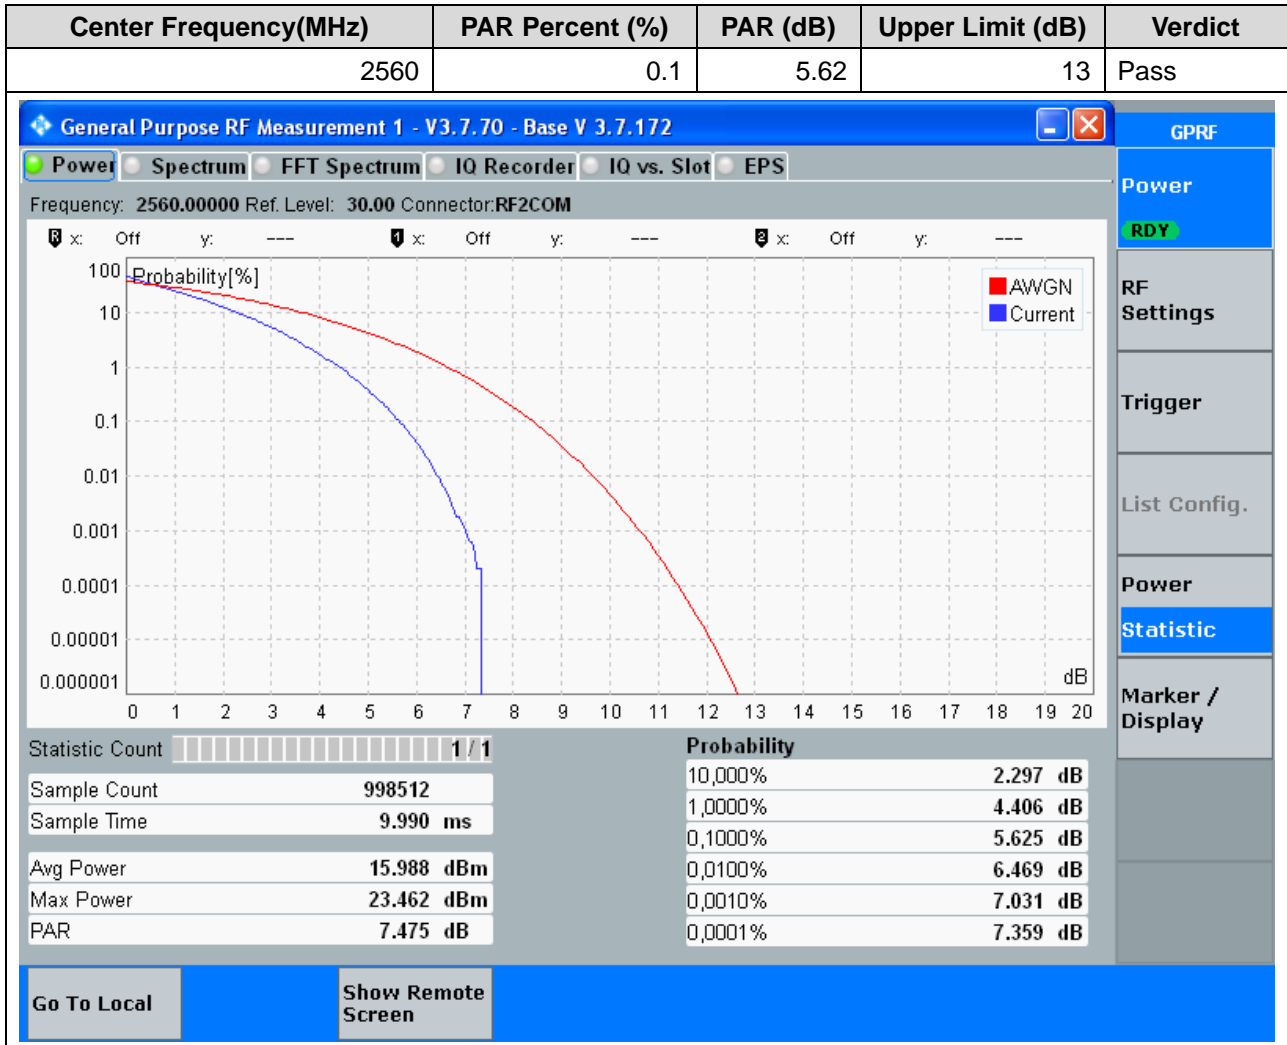 Center Frequency(MHz) PAR Percent (%) PAR (dB) Upper Limit (dB) Verdict
2560 0.1 5.62 13 Pass
General Purpose RF Measurement 1 - V3.7.70 - Base V 3.7.172
GPRF
Power Spectrum FFT Spectrum IQ Recorder IQ vs. Slot EPS
Power
RDY
Frequency: 2560.00000 Ref. Level: 30.00 Connector:RF2COM
R x: Off y: --- 1 x: Off y: --- 2 x: Off y: ---
Probability[%]
AWGN
Current
100
10
1
0.1
0.01
0.001
0.0001
0.00001
0.000001
dB
0 1 2 3 4 5 6 7 8 9 10 11 12 13 14 15 16 17 18 19 20
RF
Settings
Trigger
List Config.
Power
Statistic
Marker /
Display
Statistic Count 1 / 1
Sample Count 998512
Sample Time 9.990 ms
Avg Power 15.988 dBm
Max Power 23.462 dBm
PAR 7.475 dB
Probability
10,000% 2.297 dB
1,0000% 4.406 dB
0,1000% 5.625 dB
0,0100% 6.469 dB
0,0010% 7.031 dB
0,0001% 7.359 dB
Go To Local
Show Remote
Screen